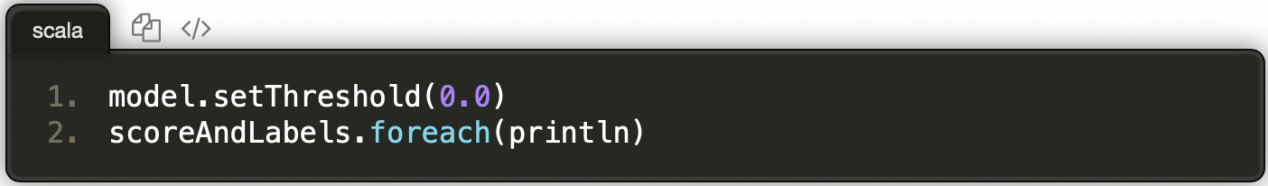 scala </>
1. model.setThreshold(0.0)
2. scoreAndLabels.foreach(println)